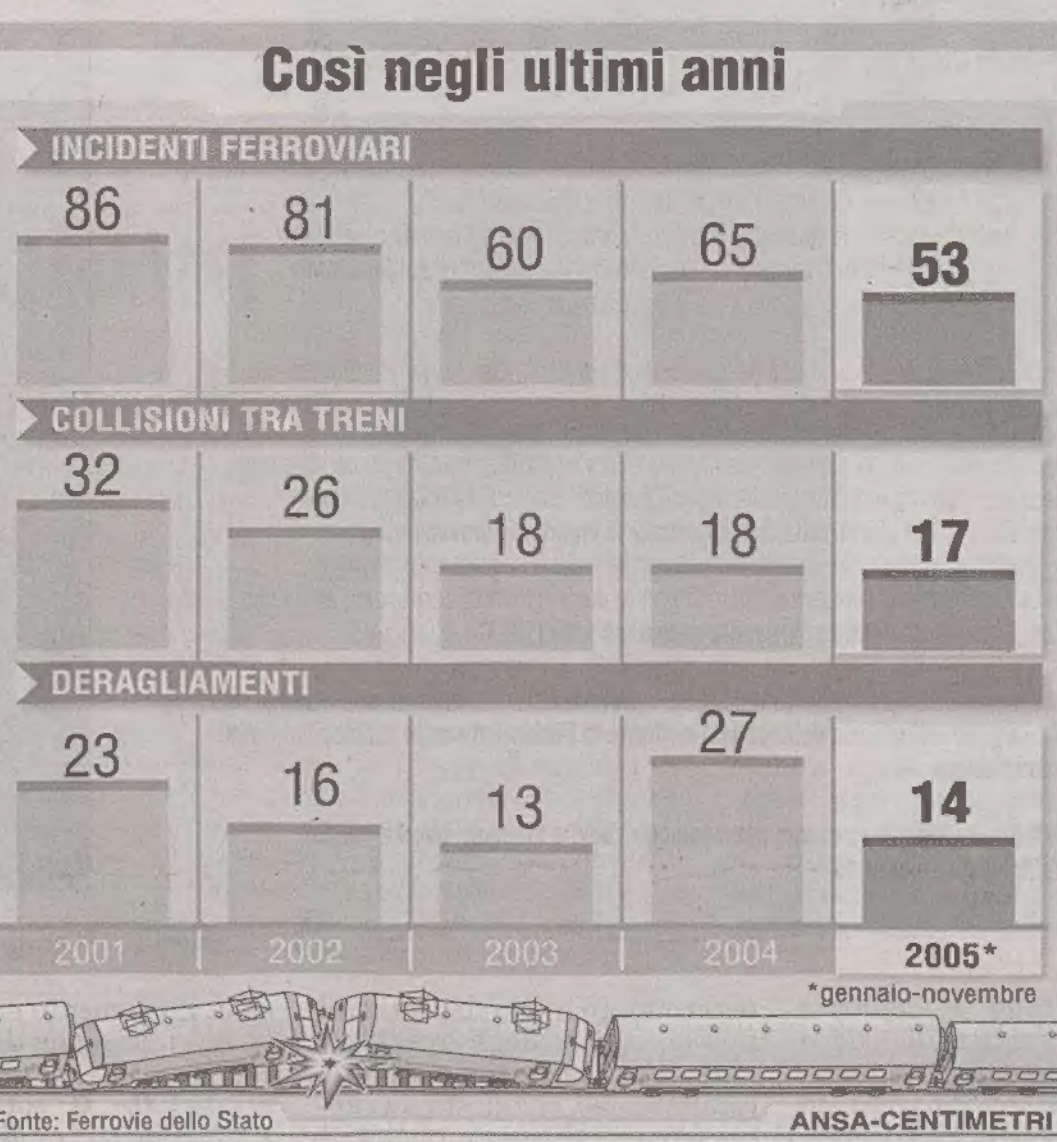 Così negli ultimi anni
INCIDENTI FERROVIARI
86 81 60 65 53
COLLISIONI TRA TRENI
32 26 18 18 17
DERAGLIAMENTI
23 16 13 27 14
2001 2002 2003 2004 2005*
*gennaio-novembre
Fonte: Ferrovie dello Stato ANSA-CENTIMETRI